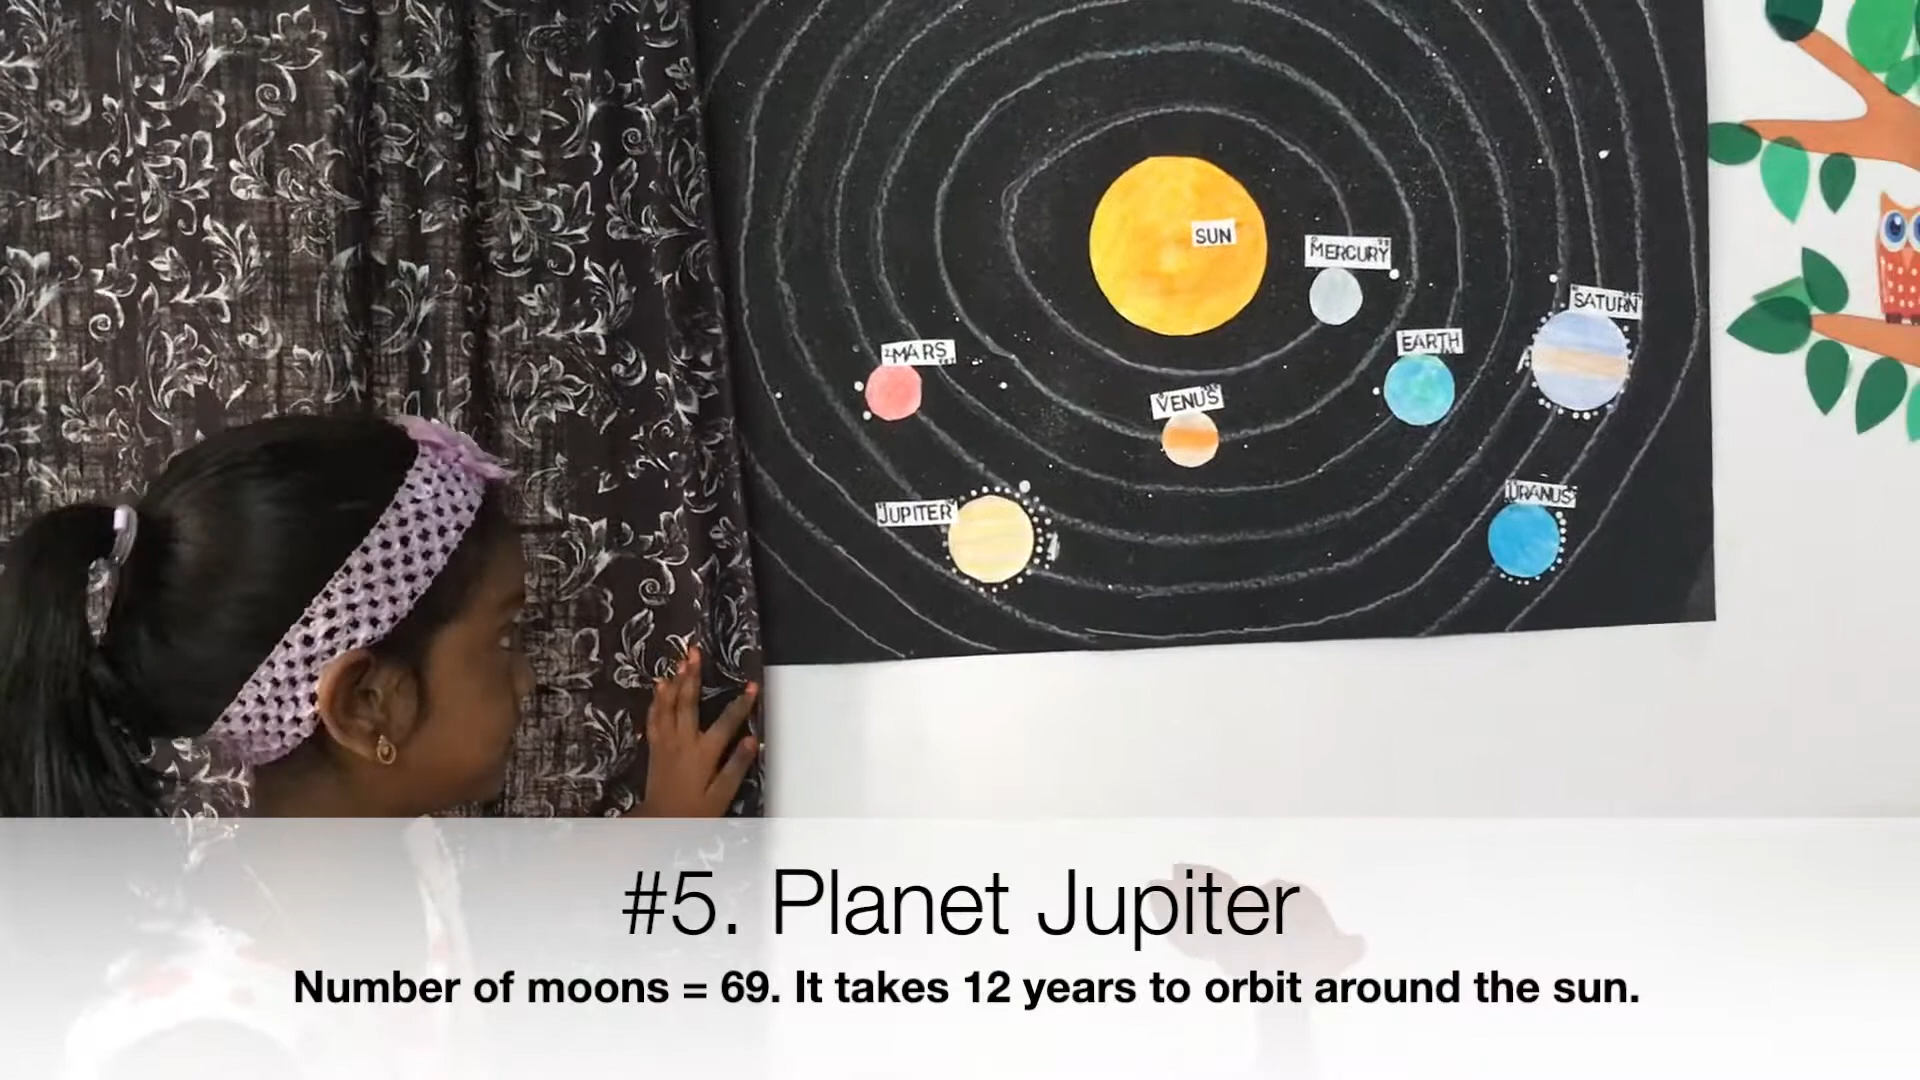 SUN
MERCURY
SATURN
EARTH
MARS
VENUS
URANUS
JUPITER
#5. Planet Jupiter
Number of moons = 69. It takes 12 years to orbit around the sun.